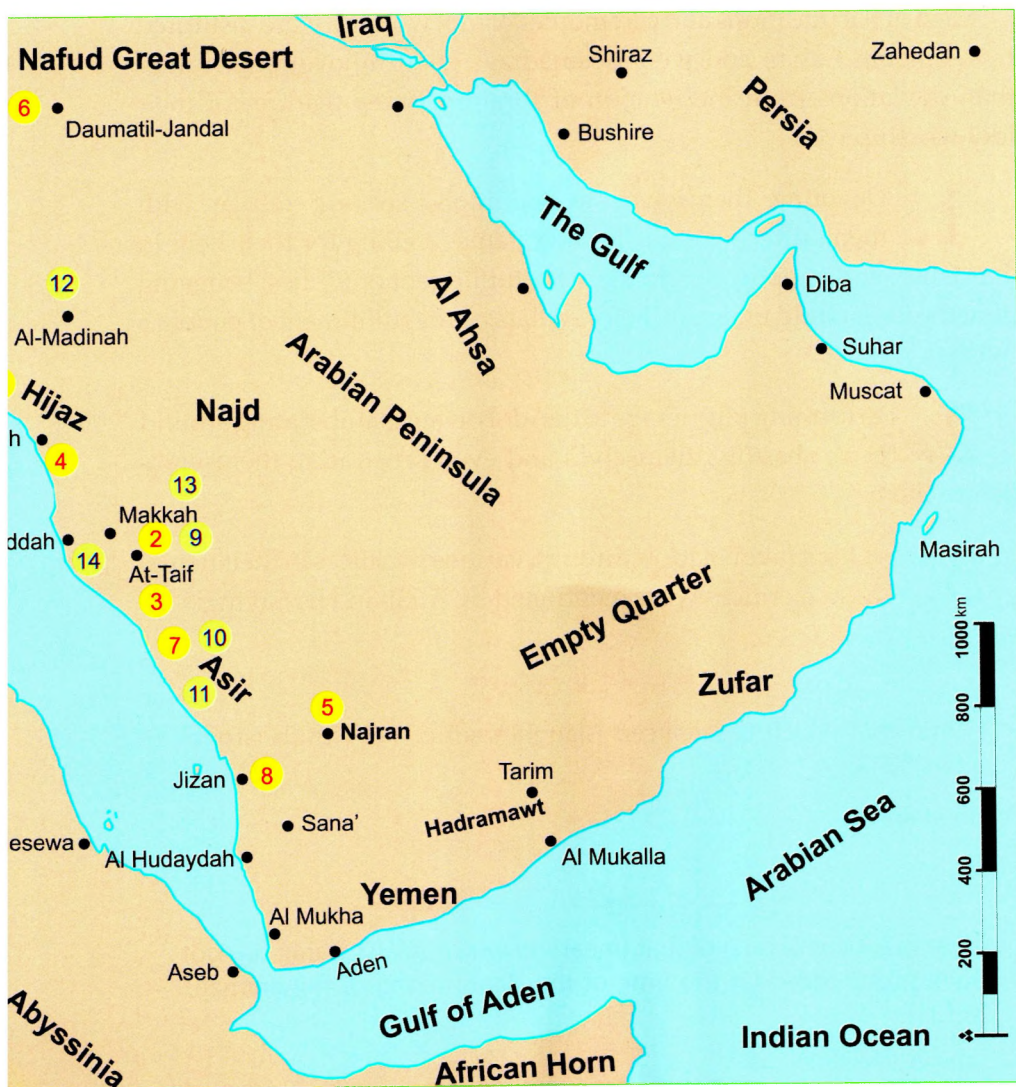 Iraq
Nafud Great Desert
Shiraz
Zahedan
6
Daumatil-Jandal
Bushire
Persia
The Gulf
12
Al-Madinah
Al Ahsa
Diba
Arabian Peninsula
Suhar
Muscat
Hijaz
Najd
h
4
13
Makkah
2
9
ddah
14
At-Taif
Masirah
3
7
10
Asir
11
Empty Quarter
Zufar
1000 km
800
600
400
200
5
Najran
Jizan
8
Tarim
Hadramawt
Sana'
esewa
Al Hudaydah
Al Mukalla
Arabian Sea
Yemen
Al Mukha
Aseb
Aden
Gulf of Aden
Abyssinia
African Horn
Indian Ocean